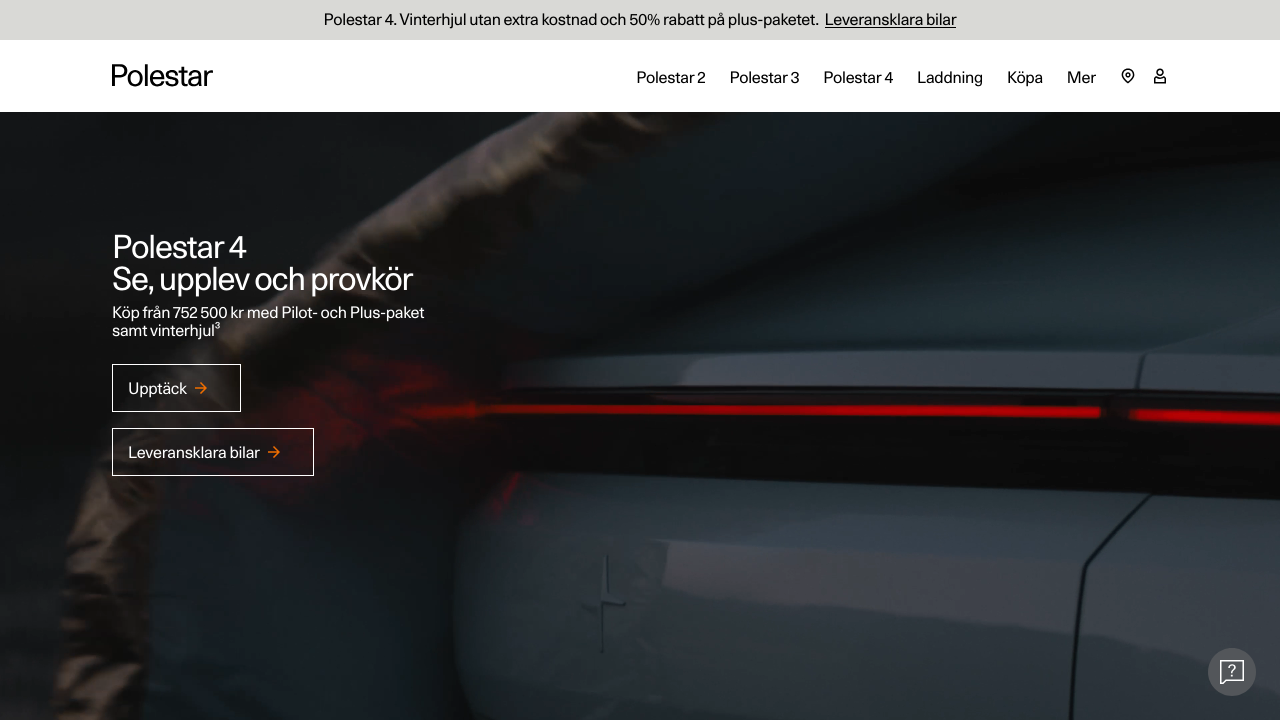 Polestar 4. Vinterhjul utan extra kostnad och 50% rabatt på plus-paketet. Leveransklara bilar
Polestar
Polestar 2
Polestar 3
Polestar 4
Laddning
Köpa
Mer
Polestar 4
Se, upplev och provkör
Köp från 752 500 kr med Pilot- och Plus-paket
samt vinterhjul³
Upptäck
Leveransklara bilar